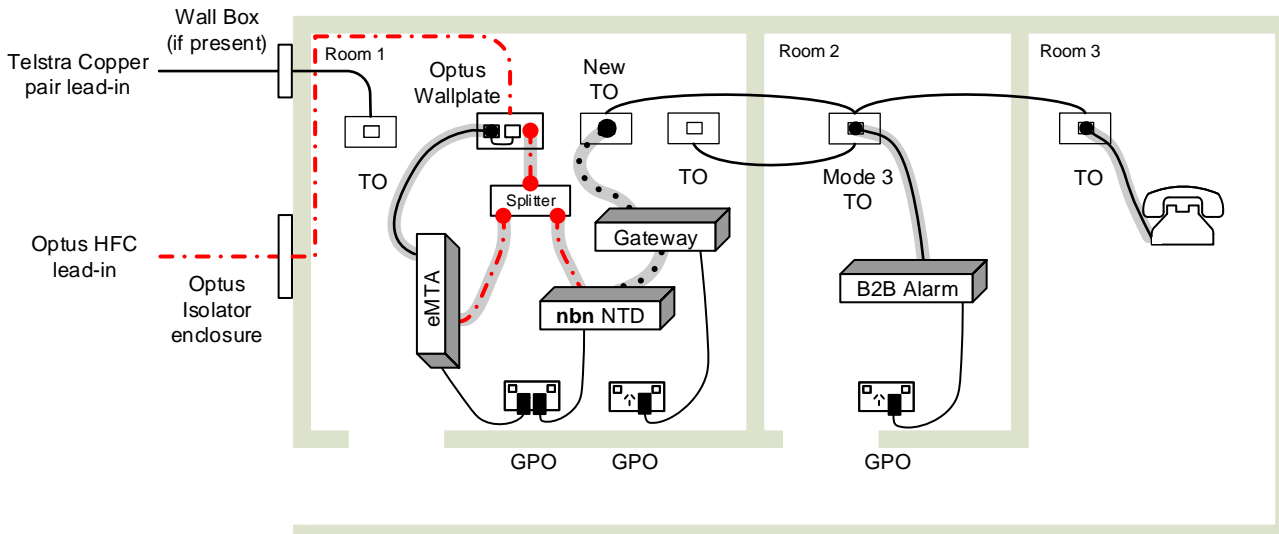 Wall Box
(if present)
Telstra Copper
pair lead-in
Room 1
Optus
Wallplate
New
TO
Room 2
Room 3
TO
TO
Mode 3
TO
TO
Splitter
Gateway
Optus HFC
lead-in
Optus
Isolator
enclosure
eMTA
nbn NTD
B2B Alarm
GPO
GPO
GPO